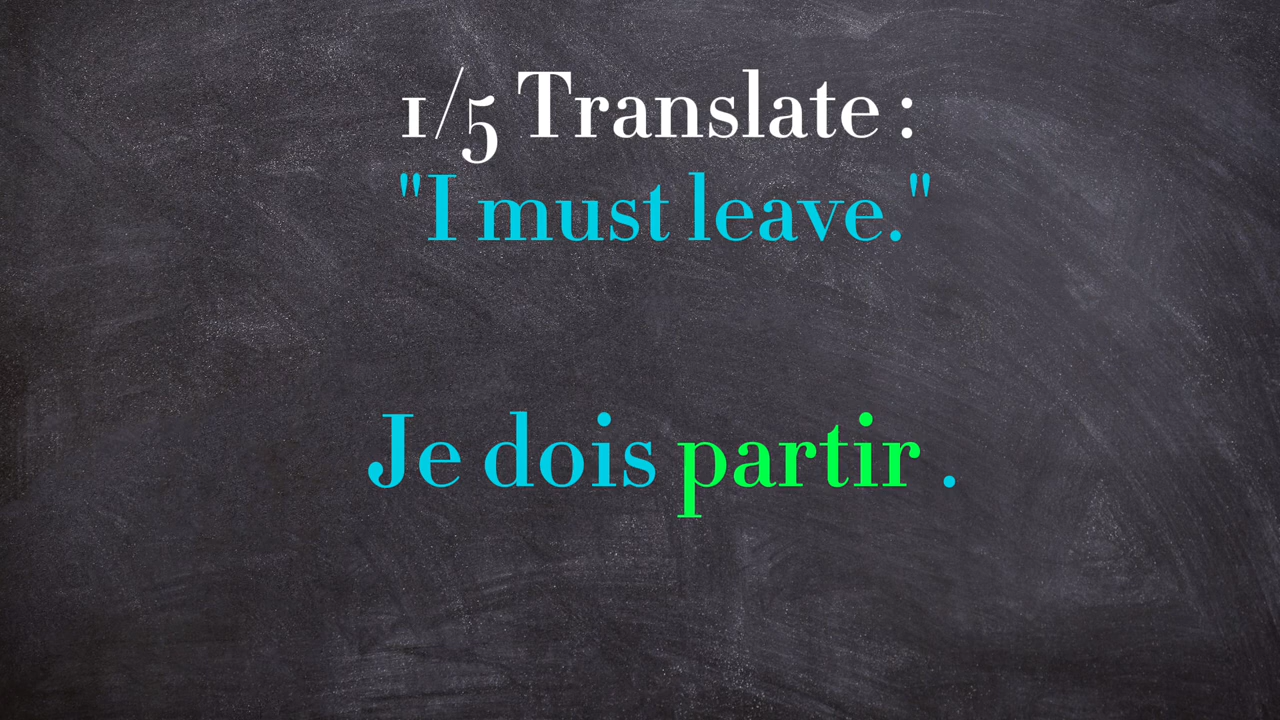 1/5 Translate :
"I must leave."
Je dois partir .